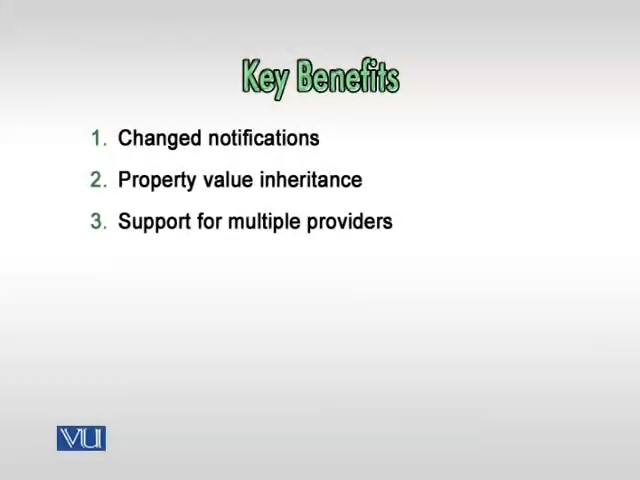 Key Benefits
1. Changed notifications
2. Property value inheritance
3. Support for multiple providers
VU